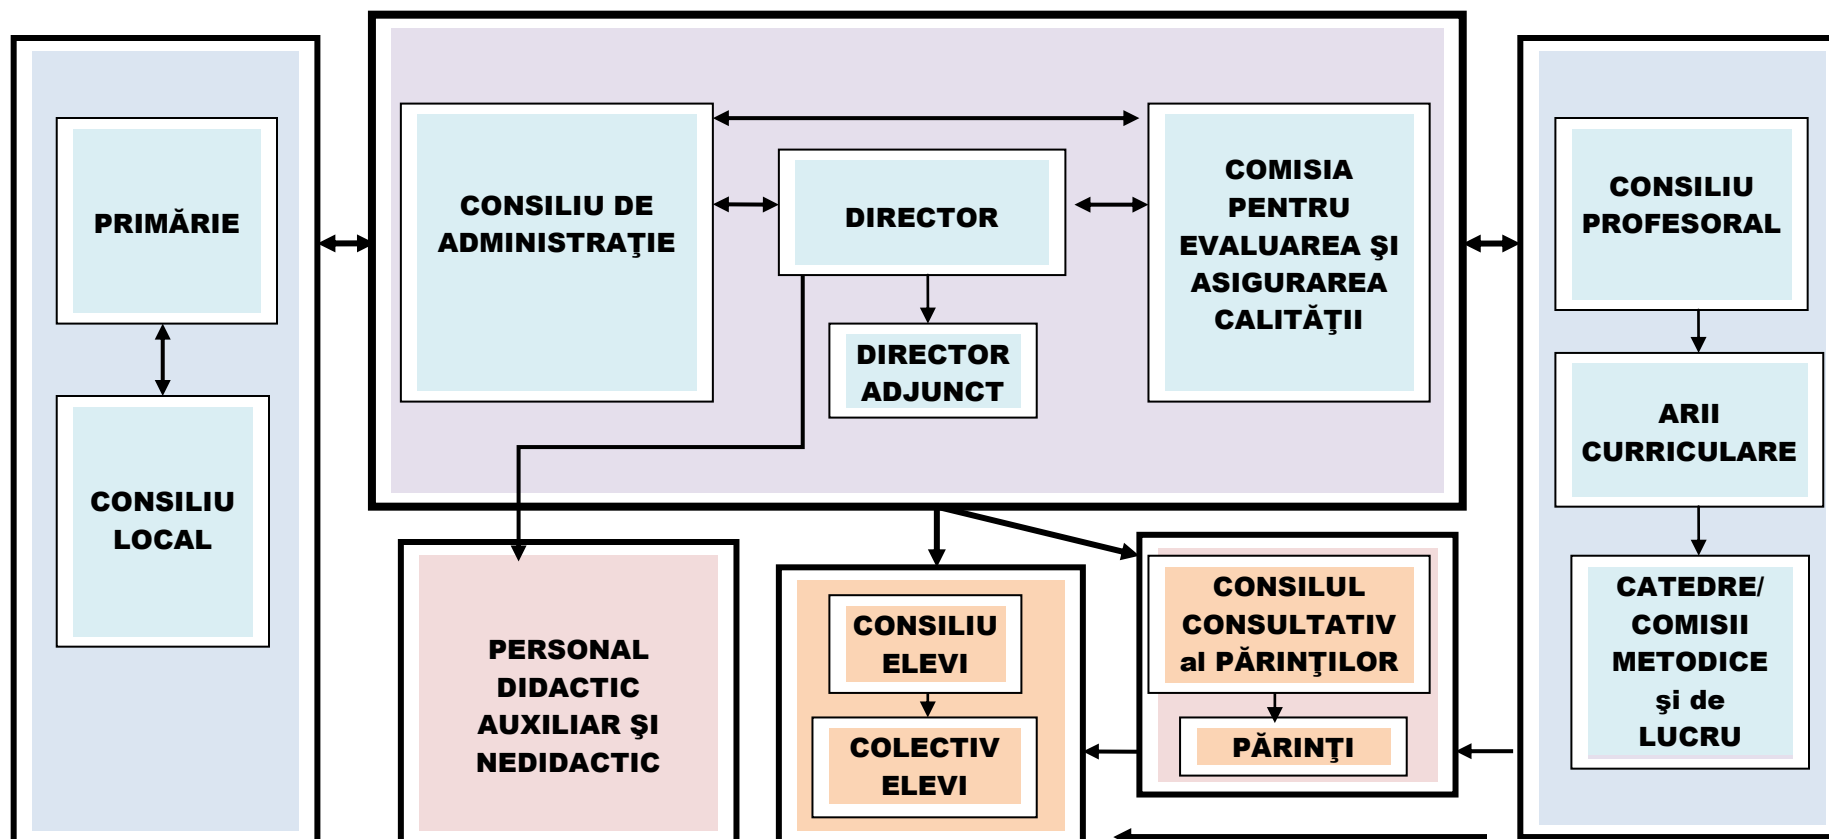 PRIMĂRIE
CONSILIU
LOCAL
CONSILIU DE
ADMINISTRAŢIE
DIRECTOR
DIRECTOR
ADJUNCT
COMISIA
PENTRU
EVALUAREA ŞI
ASIGURAREA
CALITĂŢII
CONSILIU
PROFESORAL
ARII
CURRICULARE
CATEDRE/
COMISII
METODICE
şi de
LUCRU
PERSONAL
DIDACTIC
AUXILIAR ŞI
NEDIDACTIC
CONSILIU
ELEVI
COLECTIV
ELEVI
CONSILUL
CONSULTATIV
al PĂRINŢILOR
PĂRINŢI